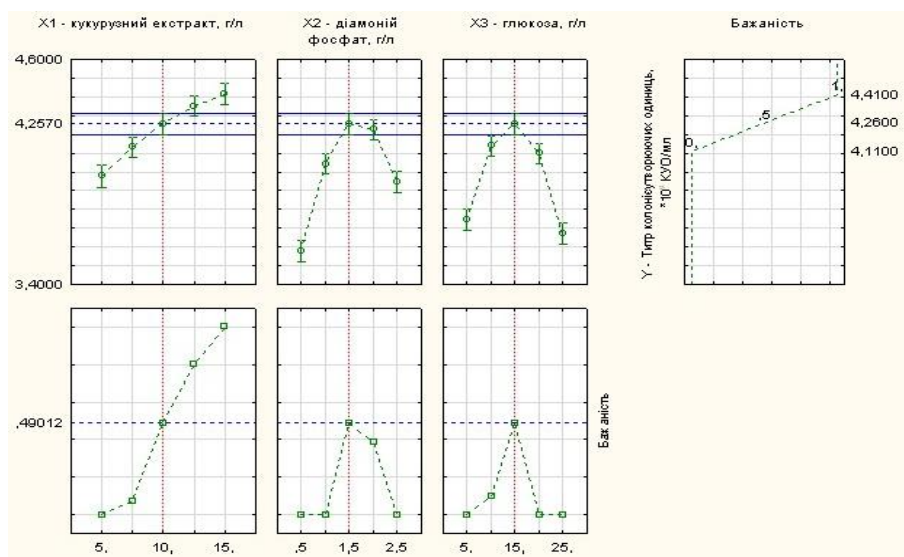 X1 - кукурузний екстракт, г/л
X2 - діамоній
фосфат, г/л
X3 - глюкоза, г/л
Бажаність
4,6000
4,2570
3,4000
Y - Титр колонієутворюючих одиниць,
КУО/мл
0,
,5
1,
4,4100
4,2600
4,1100
,49012
Бажаність
5, 10, 15,
,5 1,5 2,5
5, 15, 25,